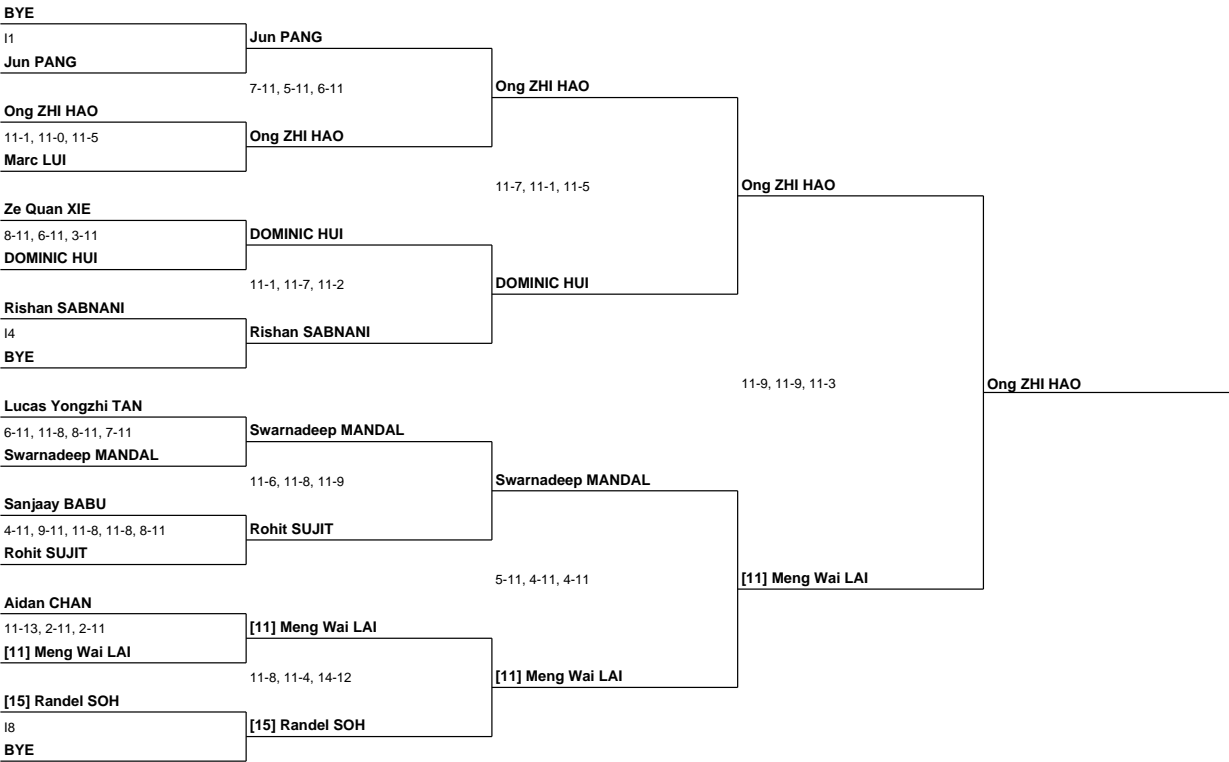 BYE
I1
Jun PANG
Jun PANG
7-11, 5-11, 6-11
Ong ZHI HAO
Ong ZHI HAO
11-1, 11-0, 11-5
Ong ZHI HAO
Marc LUI
11-7, 11-1, 11-5
Ong ZHI HAO
Ze Quan XIE
8-11, 6-11, 3-11
DOMINIC HUI
DOMINIC HUI
11-1, 11-7, 11-2
DOMINIC HUI
Rishan SABNANI
I4
Rishan SABNANI
BYE
11-9, 11-9, 11-3
Ong ZHI HAO
Lucas Yongzhi TAN
6-11, 11-8, 8-11, 7-11
Swarnadeep MANDAL
Swarnadeep MANDAL
11-6, 11-8, 11-9
Swarnadeep MANDAL
Sanjaay BABU
4-11, 9-11, 11-8, 11-8, 8-11
Rohit SUJIT
Rohit SUJIT
5-11, 4-11, 4-11
[11] Meng Wai LAI
Aidan CHAN
11-13, 2-11, 2-11
[11] Meng Wai LAI
[11] Meng Wai LAI
11-8, 11-4, 14-12
[11] Meng Wai LAI
[15] Randel SOH
I8
[15] Randel SOH
BYE